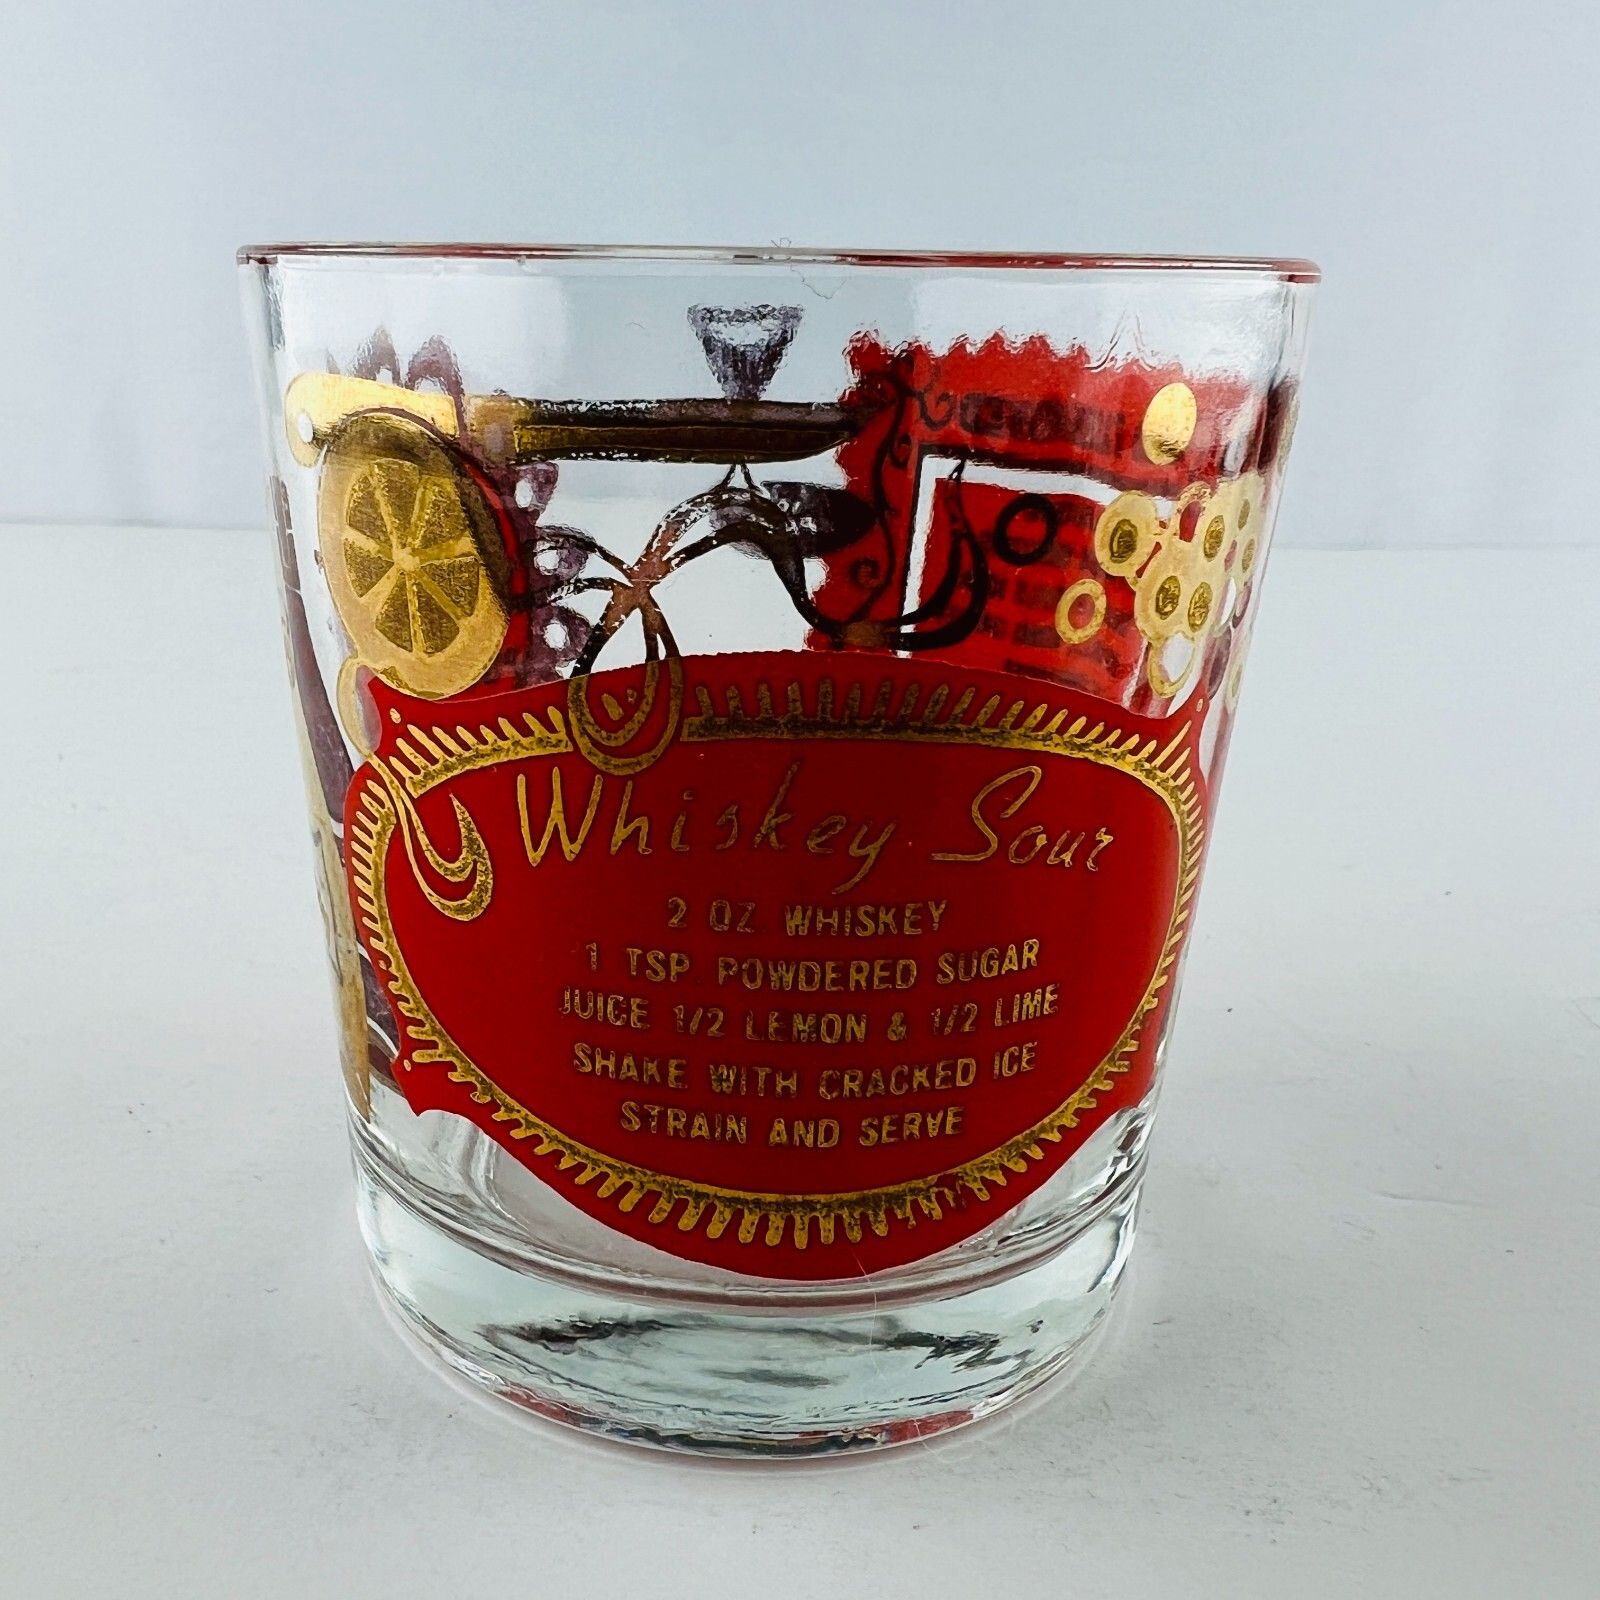 Whiskey Sour
2 OZ WHISKEY
1 TSP. POWDERED SUGAR
JUICE 1/2 LEMON & 1/2 LIME
SHAKE WITH CRACKED ICE
STRAIN AND SERVE